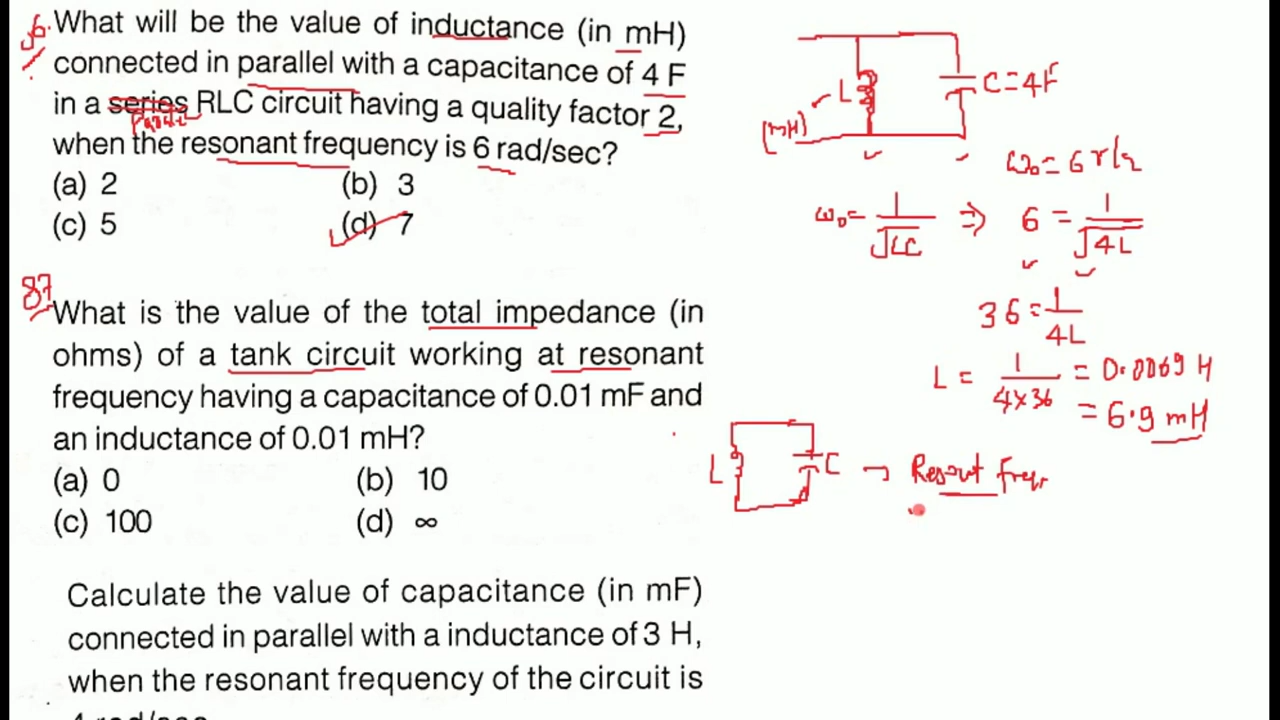 86. What will be the value of inductance (in mH)
connected in parallel with a capacitance of 4 F
in a series RLC circuit having a quality factor 2,
when the resonant frequency is 6 rad/sec?
(a) 2 (b) 3
(c) 5 (d) 7
L C=4F
(mH)
ω₀= 6 r/s
ω₀= 1/√LC ⇒ 6 = 1/√4L
36 = 1/4L
L = 1/4×36 = 0.0069 H
= 6.9 mH
87. What is the value of the total impedance (in
ohms) of a tank circuit working at resonant
frequency having a capacitance of 0.01 mF and
an inductance of 0.01 mH?
(a) 0 (b) 10
(c) 100 (d) ∞
L C →
Calculate the value of capacitance (in mF)
connected in parallel with a inductance of 3 H,
when the resonant frequency of the circuit is
4 rad/sec